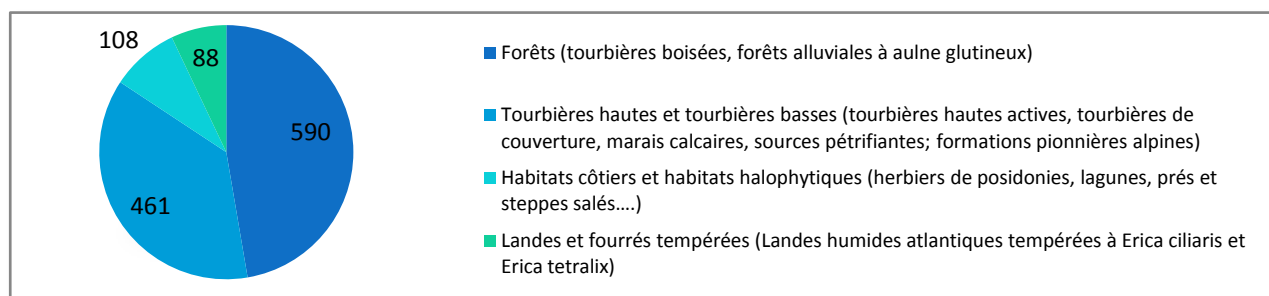 108
88
590
461
Forêts (tourbières boisées, forêts alluviales à aulne glutineux)
Tourbières hautes et tourbières basses (tourbières hautes actives, tourbières de
couverture, marais calcaires, sources pétrifiantes; formations pionnières alpines)
Habitats côtiers et habitats halophytiques (herbiers de posidonies, lagunes, prés et
steppes salés....)
Landes et fourrés tempérées (Landes humides atlantiques tempérées à Erica ciliaris et
Erica tetralix)